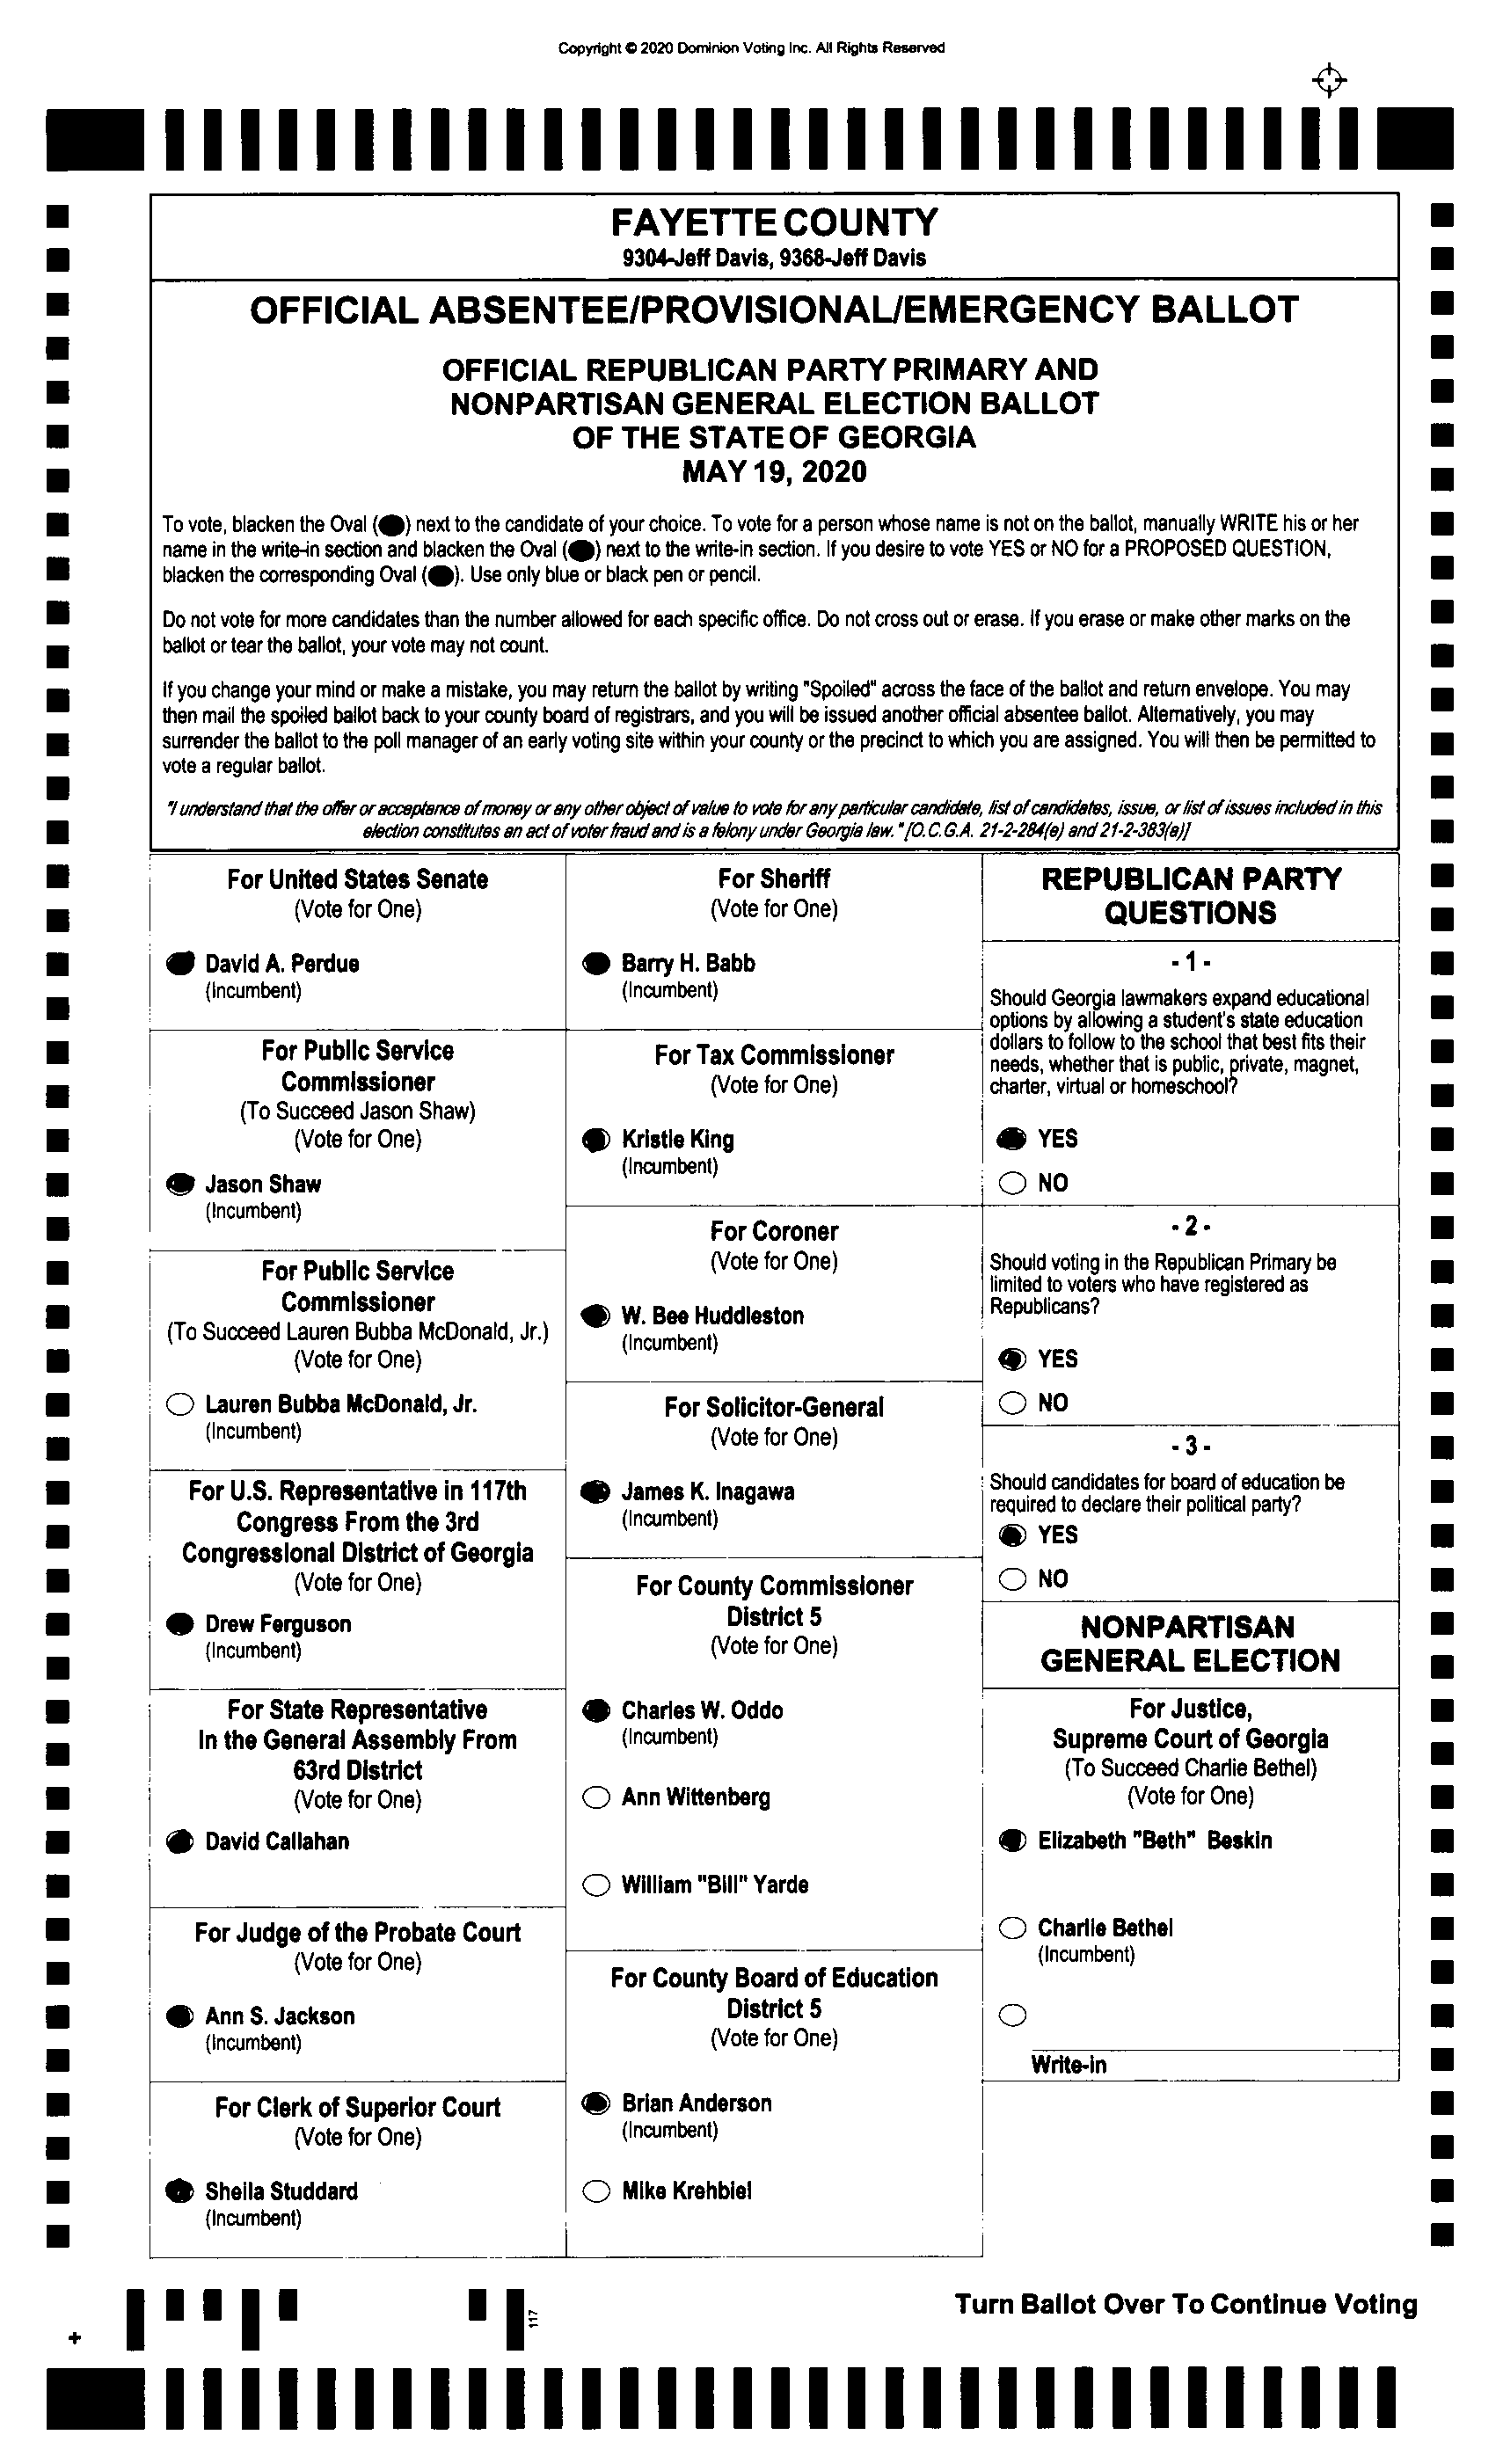 Copyright © 2020 Dominion Voting Inc. All Rights Reserved
FAYETTE COUNTY
9304-Jeff Davis, 9368-Jeff Davis
OFFICIAL ABSENTEE/PROVISIONAL/EMERGENCY BALLOT
OFFICIAL REPUBLICAN PARTY PRIMARY AND
NONPARTISAN GENERAL ELECTION BALLOT
OF THE STATE OF GEORGIA
MAY 19, 2020
To vote, blacken the Oval ( ) next to the candidate of your choice. To vote for a person whose name is not on the ballot, manually WRITE his or her
name in the write-in section and blacken the Oval ( ) next to the write-in section. If you desire to vote YES or NO for a PROPOSED QUESTION,
blacken the corresponding Oval ( ). Use only blue or black pen or pencil.
Do not vote for more candidates than the number allowed for each specific office. Do not cross out or erase. If you erase or make other marks on the
ballot or tear the ballot, your vote may not count.
If you change your mind or make a mistake, you may return the ballot by writing "Spoiled" across the face of the ballot and return envelope. You may
then mail the spoiled ballot back to your county board of registrars, and you will be issued another official absentee ballot. Alternatively, you may
surrender the ballot to the poll manager of an early voting site within your county or the precinct to which you are assigned. You will then be permitted to
vote a regular ballot.
"I understand that the offer or acceptance of money or any other object of value to vote for any particular candidate, list of candidates, issue, or list of issues included in this
election constitutes an act of voter fraud and is a felony under Georgia law." [O.C.G.A. 21-2-284(e) and 21-2-383(a)]
For United States Senate
(Vote for One)
David A. Perdue
(Incumbent)
For Public Service
Commissioner
(To Succeed Jason Shaw)
(Vote for One)
Jason Shaw
(Incumbent)
For Public Service
Commissioner
(To Succeed Lauren Bubba McDonald, Jr.)
(Vote for One)
Lauren Bubba McDonald, Jr.
(Incumbent)
For U.S. Representative in 117th
Congress From the 3rd
Congressional District of Georgia
(Vote for One)
Drew Ferguson
(Incumbent)
For State Representative
In the General Assembly From
63rd District
(Vote for One)
David Callahan
For Judge of the Probate Court
(Vote for One)
Ann S. Jackson
(Incumbent)
For Clerk of Superior Court
(Vote for One)
Sheila Studdard
(Incumbent)
For Sheriff
(Vote for One)
Barry H. Babb
(Incumbent)
For Tax Commissioner
(Vote for One)
Kristie King
(Incumbent)
For Coroner
(Vote for One)
W. Bee Huddleston
(Incumbent)
For Solicitor-General
(Vote for One)
James K. Inagawa
(Incumbent)
For County Commissioner
District 5
(Vote for One)
Charles W. Oddo
(Incumbent)
Ann Wittenberg
William "Bill" Yarde
For County Board of Education
District 5
(Vote for One)
Brian Anderson
(Incumbent)
Mike Krehbiel
REPUBLICAN PARTY
QUESTIONS
- 1 -
Should Georgia lawmakers expand educational
options by allowing a student's state education
dollars to follow to the school that best fits their
needs, whether that is public, private, magnet,
charter, virtual or homeschool?
YES
NO
- 2 -
Should voting in the Republican Primary be
limited to voters who have registered as
Republicans?
YES
NO
- 3 -
Should candidates for board of education be
required to declare their political party?
YES
NO
NONPARTISAN
GENERAL ELECTION
For Justice,
Supreme Court of Georgia
(To Succeed Charlie Bethel)
(Vote for One)
Elizabeth "Beth" Beskin
Charlie Bethel
(Incumbent)
Write-in
117
Turn Ballot Over To Continue Voting